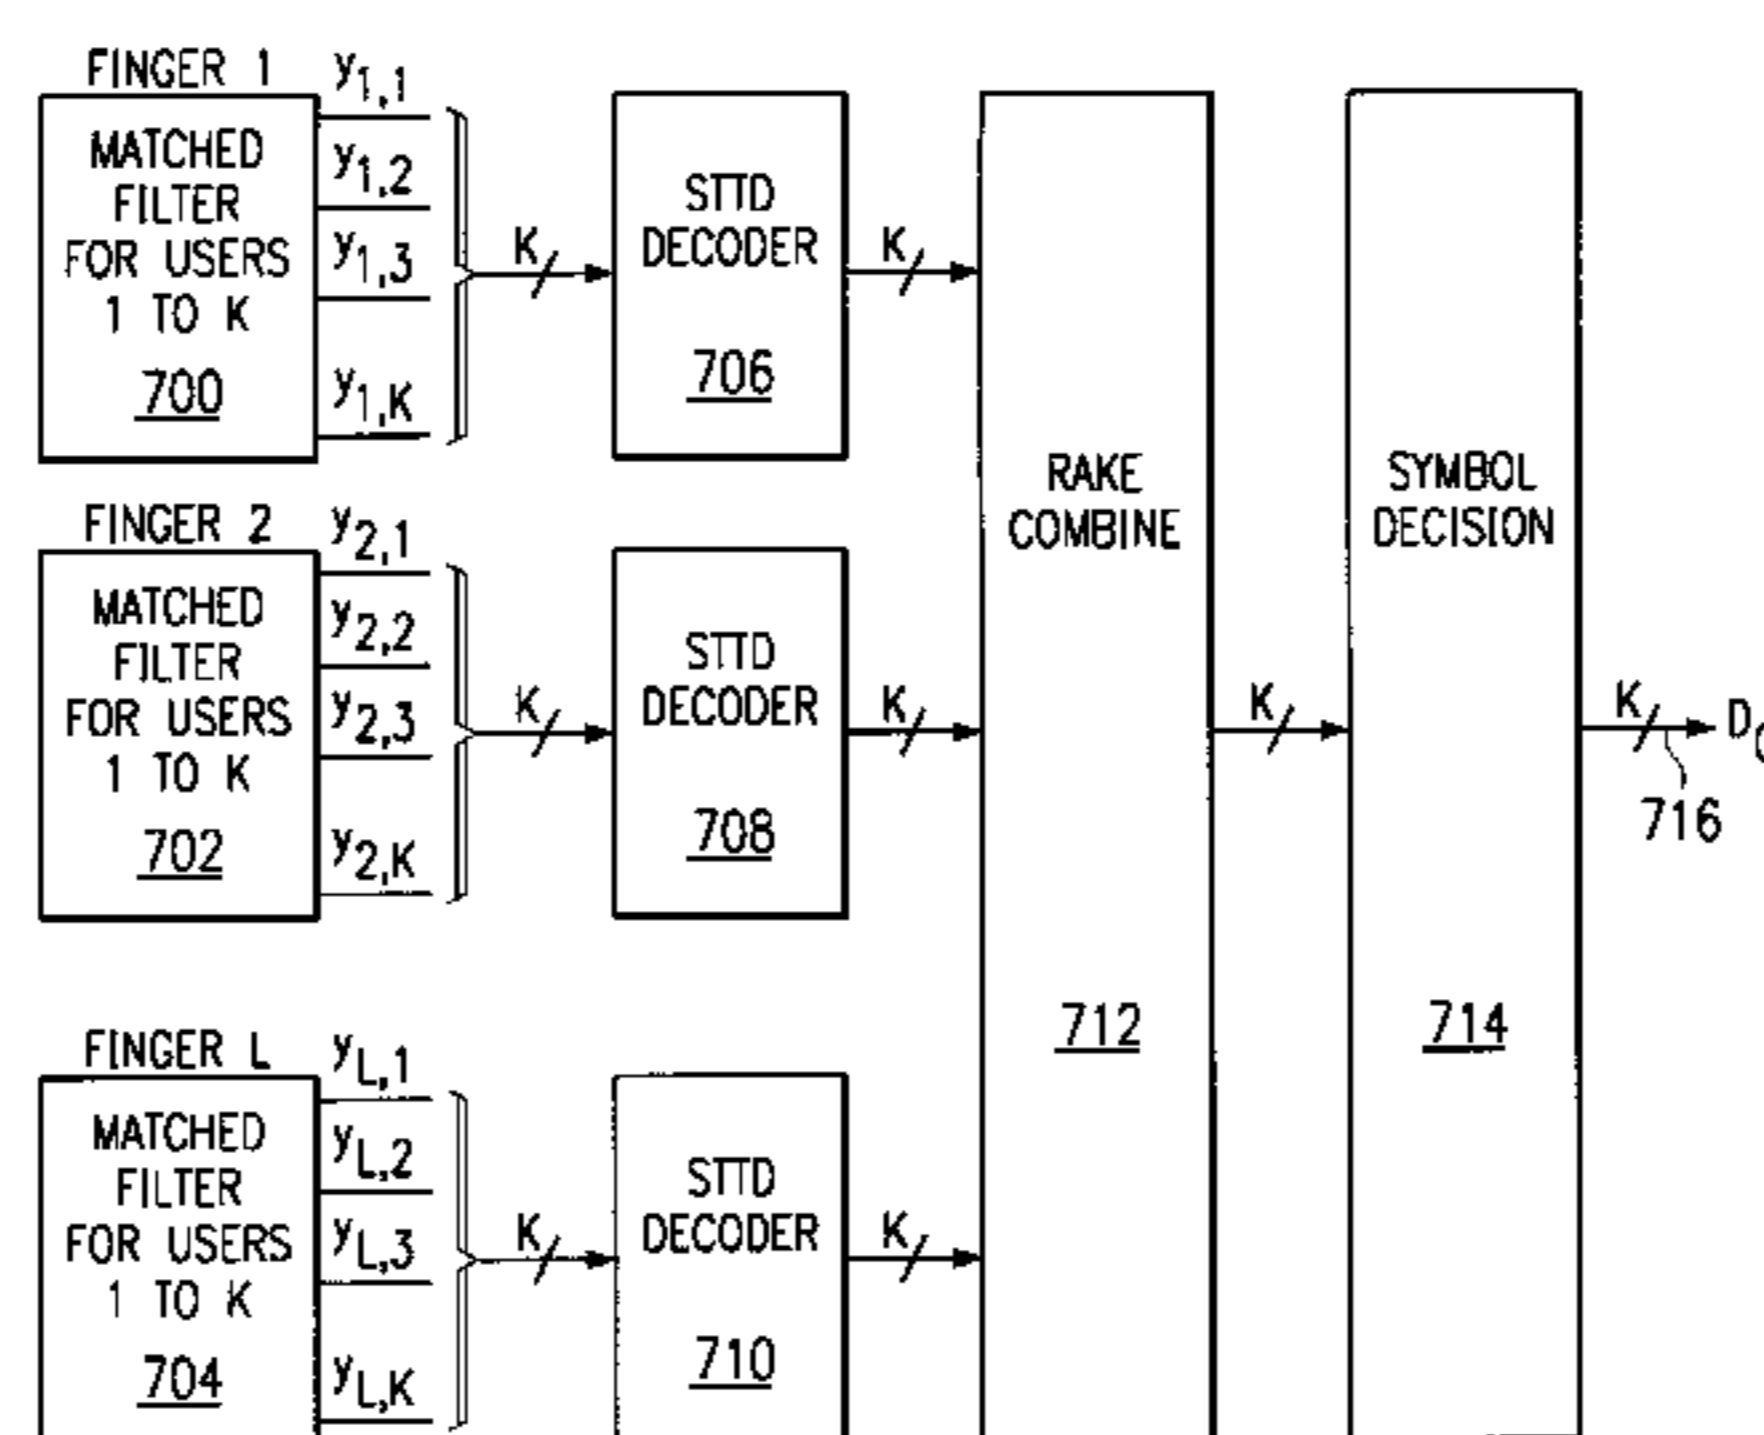 FINGER 1
MATCHED
FILTER
FOR USERS
1 TO K
700
y1,1
y1,2
y1,3
y1,K
K
STTD
DECODER
706
K
FINGER 2
MATCHED
FILTER
FOR USERS
1 TO K
702
y2,1
y2,2
y2,3
y2,K
K
STTD
DECODER
708
K
FINGER L
MATCHED
FILTER
FOR USERS
1 TO K
704
yL,1
yL,2
yL,3
yL,K
K
STTD
DECODER
710
K
RAKE
COMBINE
712
K
SYMBOL
DECISION
714
K
D
716